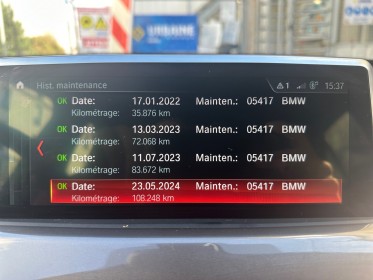 Hist. maintenance
1
15:37
OK Date: 17.01.2022 Mainten.: 05417 BMW
Kilométrage: 35.876 km
OK Date: 13.03.2023 Mainten.: 05417 BMW
Kilométrage: 72.068 km
OK Date: 11.07.2023 Mainten.: 05417 BMW
Kilométrage: 83.672 km
OK Date: 23.05.2024 Mainten.: 05417 BMW
Kilométrage: 108.248 km